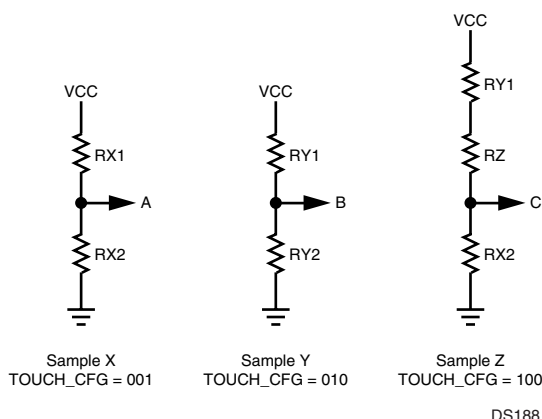 VCC
RY1
VCC
VCC
RX1
RY1
RZ
A
B
C
RX2
RY2
RX2
Sample X
TOUCH_CFG = 001
Sample Y
TOUCH_CFG = 010
Sample Z
TOUCH_CFG = 100
DS188